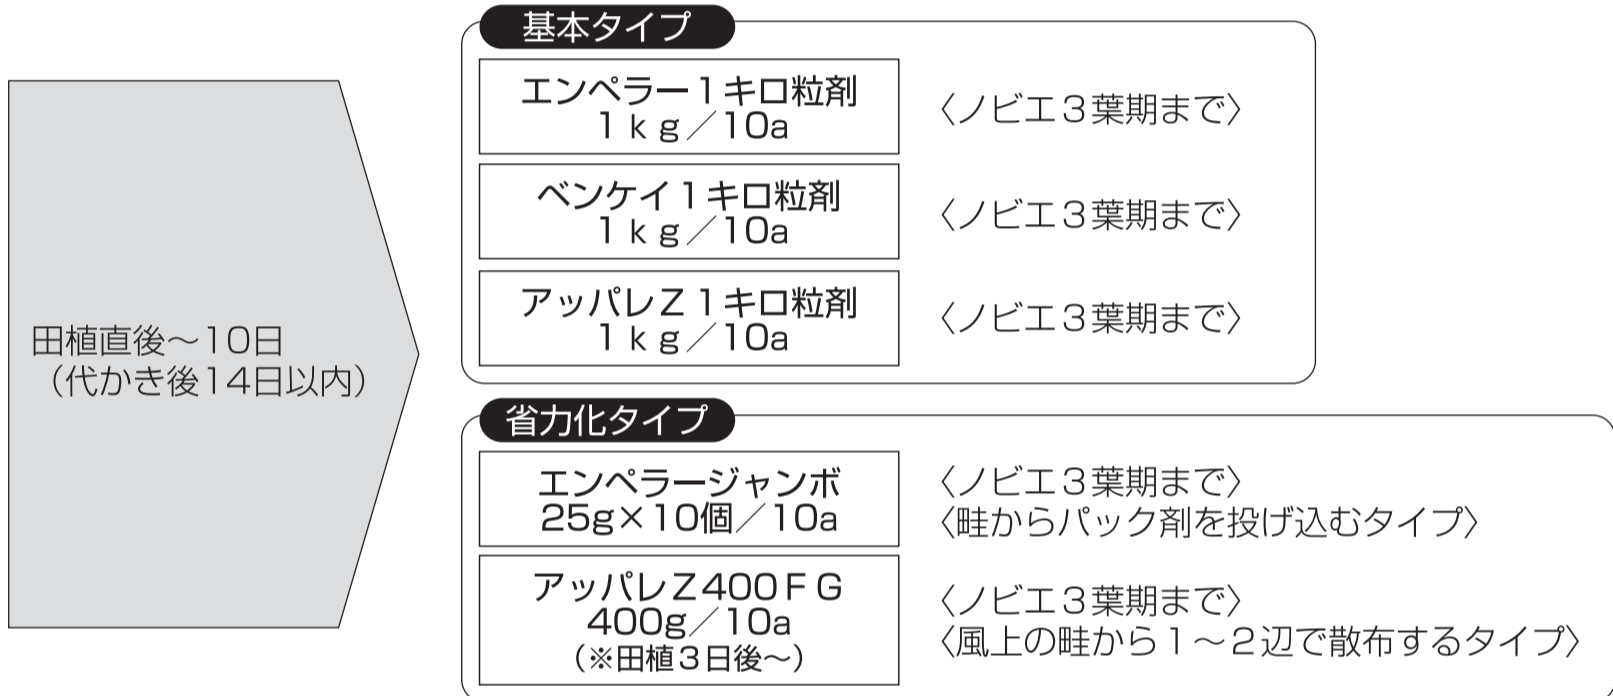 田植直後～10日
（代かき後14日以内）
基本タイプ
エンペラー１キロ粒剤
１ｋｇ／10a
〈ノビエ３葉期まで〉
ベンケイ１キロ粒剤
１ｋｇ／10a
〈ノビエ３葉期まで〉
アッパレＺ１キロ粒剤
１ｋｇ／10a
〈ノビエ３葉期まで〉
省力化タイプ
エンペラージャンボ
25g×10個／10a
〈ノビエ３葉期まで〉
〈畦からパック剤を投げ込むタイプ〉
アッパレＺ400ＦＧ
400g／10a
（※田植３日後～）
〈ノビエ３葉期まで〉
〈風上の畦から１～２辺で散布するタイプ〉